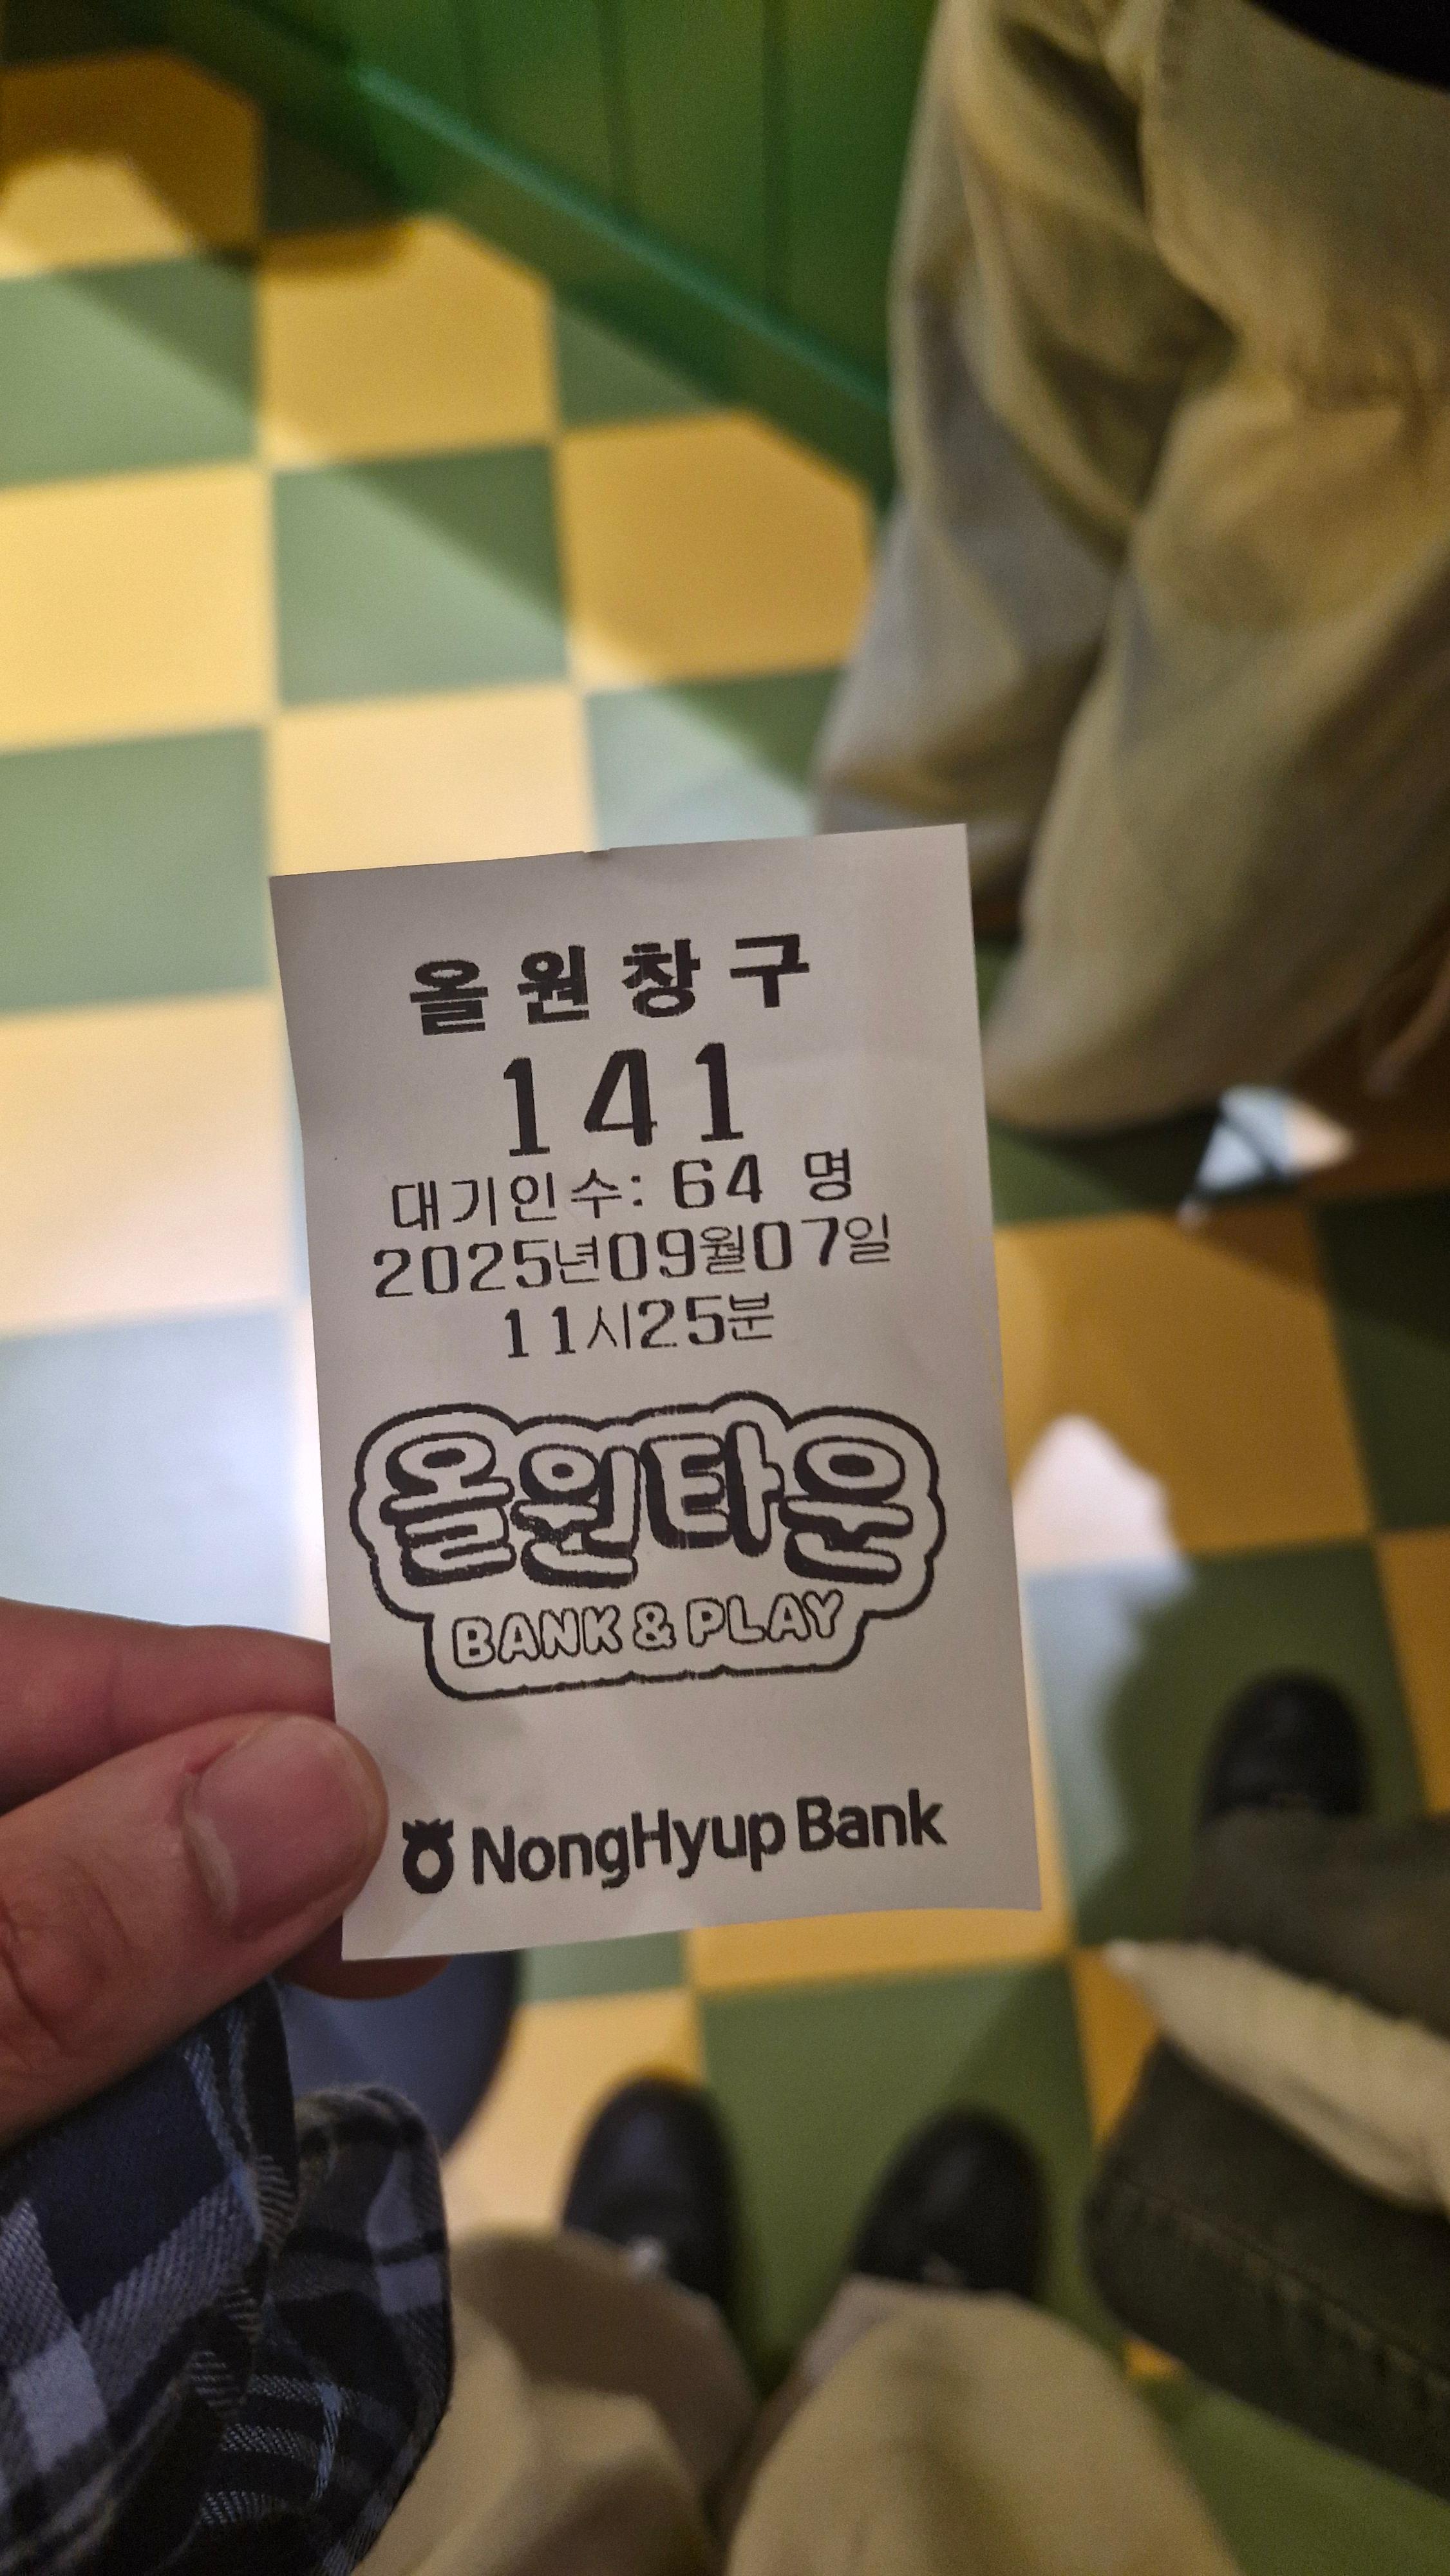 올원창구
141
대기인수: 64 명
2025년09월07일
11시25분
올원타운
BANK & PLAY
NongHyup Bank